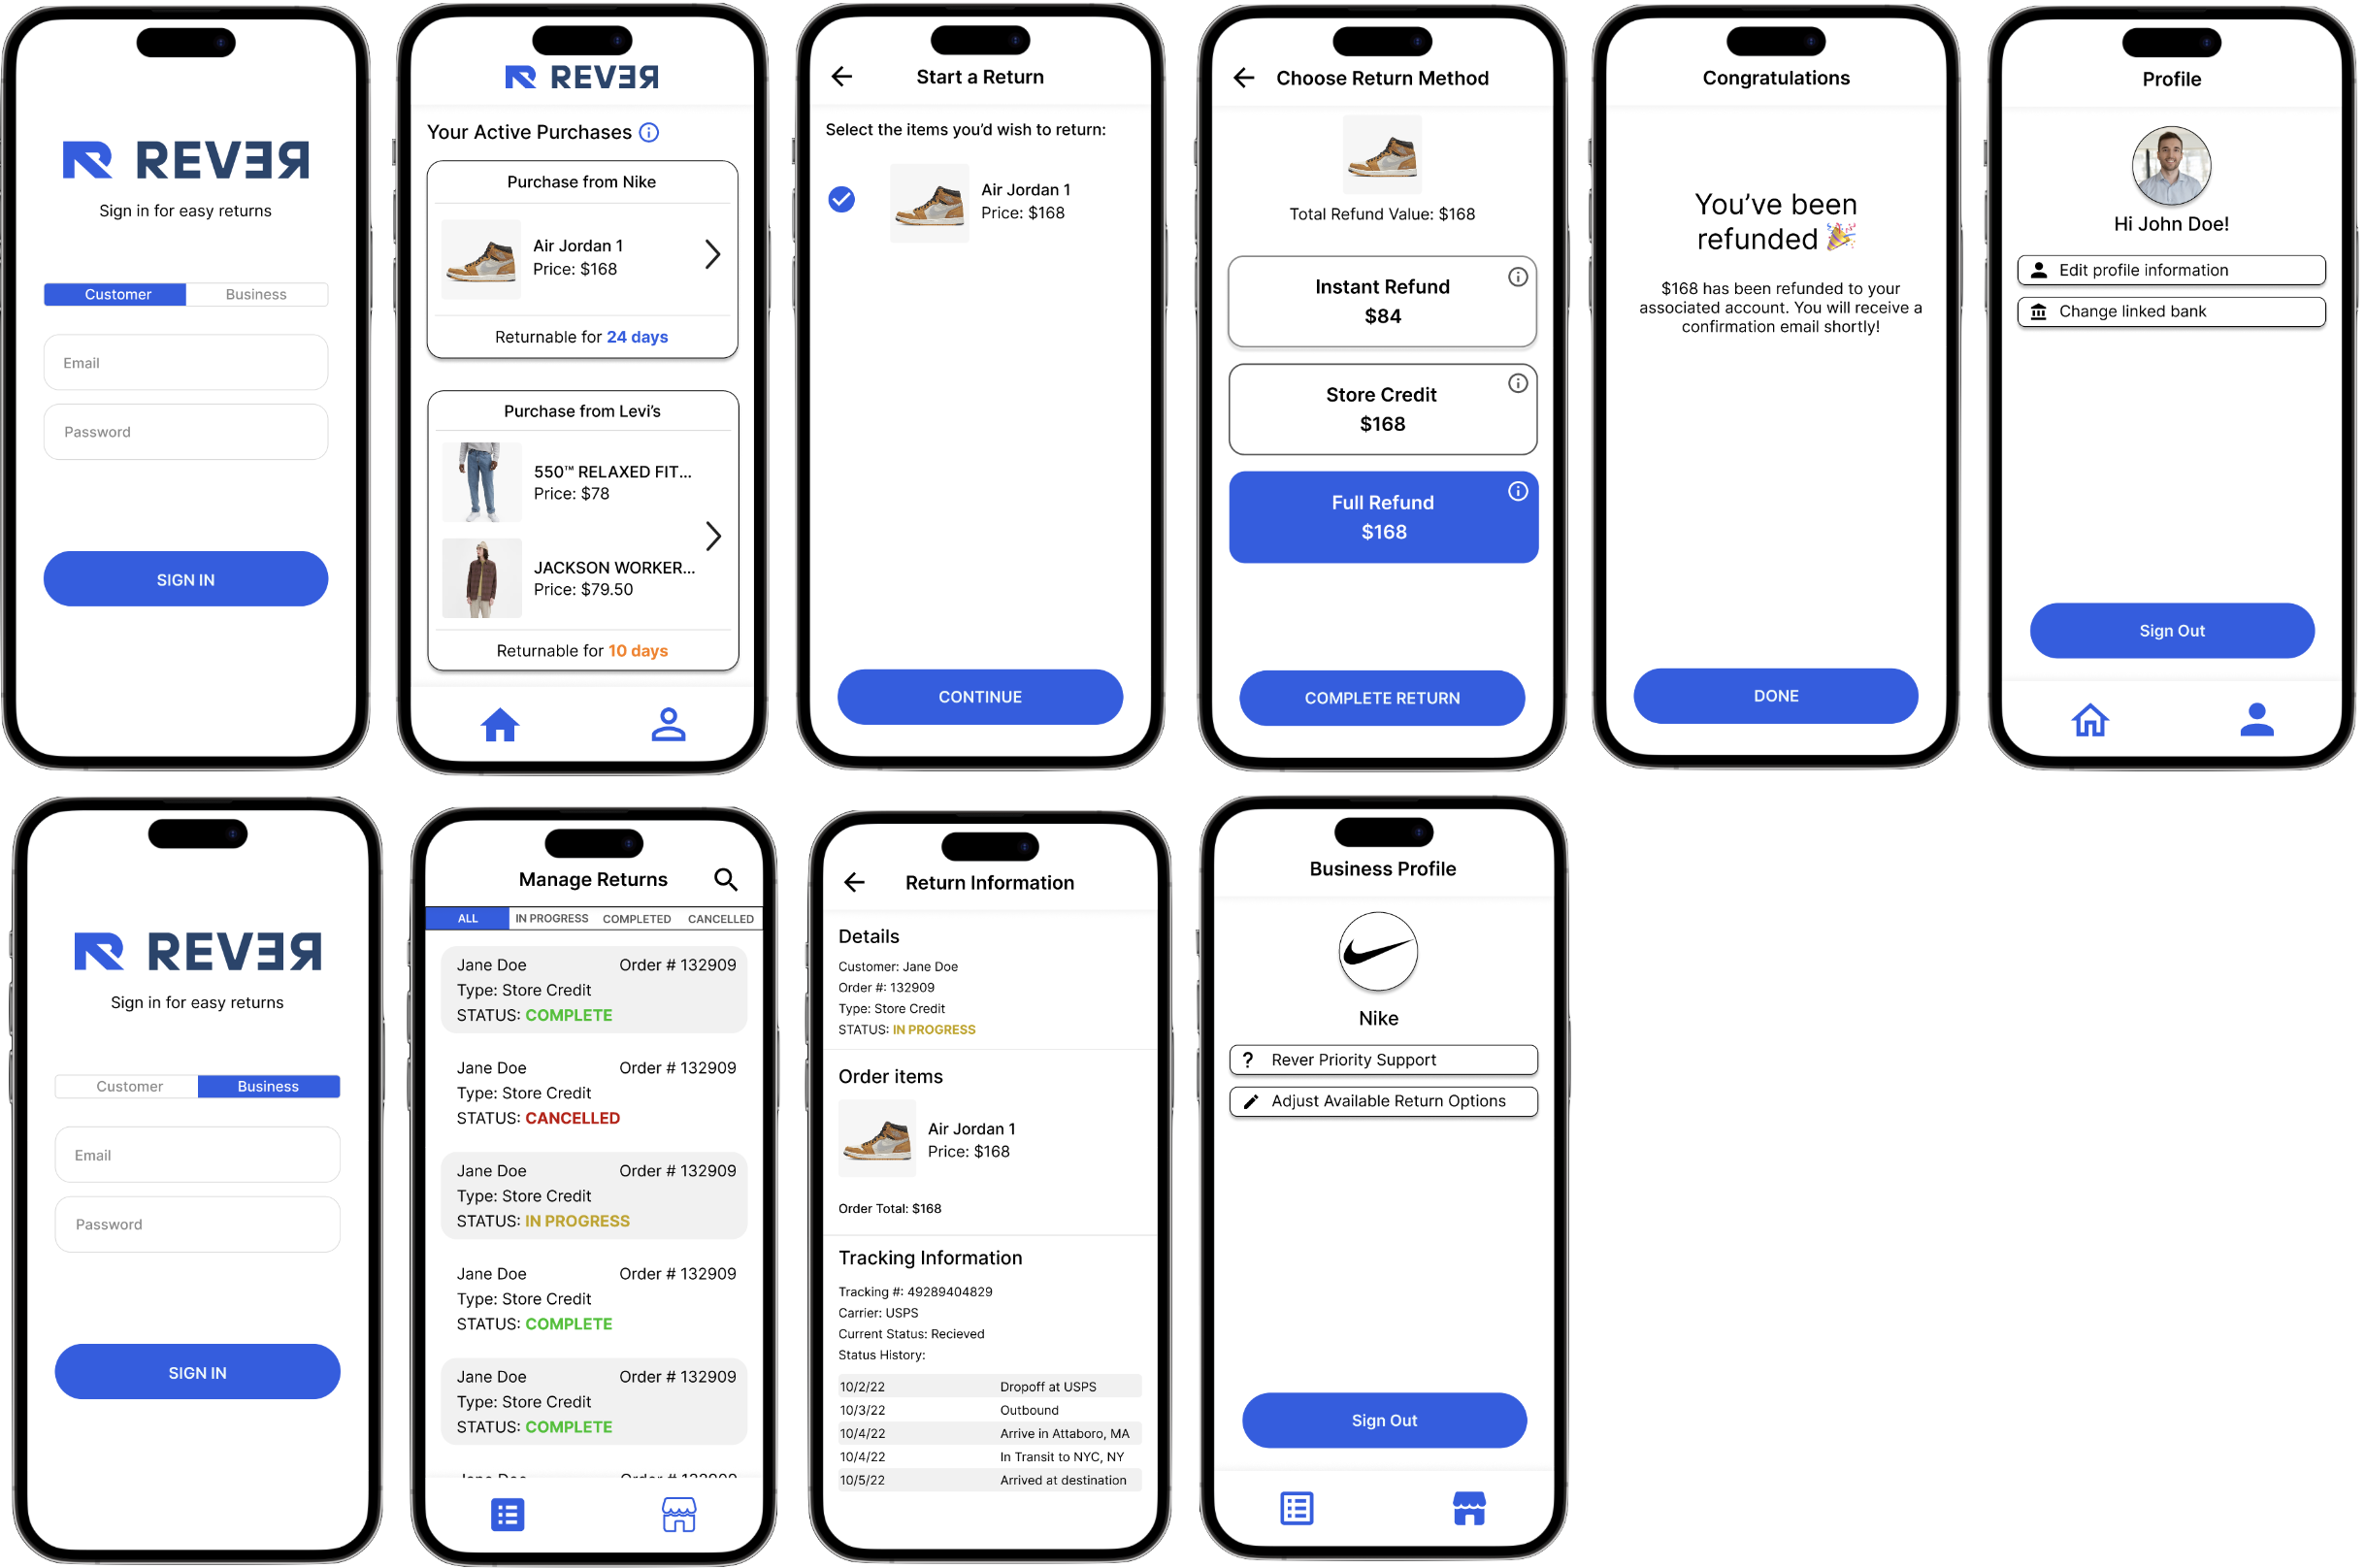 REVER
Sign in for easy returns
Customer
Business
Email
Password
SIGN IN
REVER
Your Active Purchases
Purchase from Nike
Air Jordan 1
Price: $168
Returnable for 24 days
Purchase from Levi's
550™ RELAXED FIT...
Price: $78
JACKSON WORKER...
Price: $79.50
Returnable for 10 days
Start a Return
Select the items you'd wish to return:
Air Jordan 1
Price: $168
CONTINUE
Choose Return Method
Total Refund Value: $168
Instant Refund
$84
Store Credit
$168
Full Refund
$168
COMPLETE RETURN
Congratulations
You've been
refunded 🎉
$168 has been refunded to your
associated account. You will receive a
confirmation email shortly!
DONE
Profile
Hi John Doe!
Edit profile information
Change linked bank
Sign Out
REVER
Sign in for easy returns
Customer
Business
Email
Password
SIGN IN
Manage Returns
ALL IN PROGRESS COMPLETED CANCELLED
Jane Doe Order # 132909
Type: Store Credit
STATUS: COMPLETE
Jane Doe Order # 132909
Type: Store Credit
STATUS: CANCELLED
Jane Doe Order # 132909
Type: Store Credit
STATUS: IN PROGRESS
Jane Doe Order # 132909
Type: Store Credit
STATUS: COMPLETE
Jane Doe Order # 132909
Type: Store Credit
STATUS: COMPLETE
Jane Doe Order # 132909
Return Information
Details
Customer: Jane Doe
Order #: 132909
Type: Store Credit
STATUS: IN PROGRESS
Order items
Air Jordan 1
Price: $168
Order Total: $168
Tracking Information
Tracking #: 49289404829
Carrier: USPS
Current Status: Recieved
Status History:
10/2/22 Dropoff at USPS
10/3/22 Outbound
10/4/22 Arrive in Attaboro, MA
10/4/22 In Transit to NYC, NY
10/5/22 Arrived at destination
Business Profile
Nike
? Rever Priority Support
Adjust Available Return Options
Sign Out